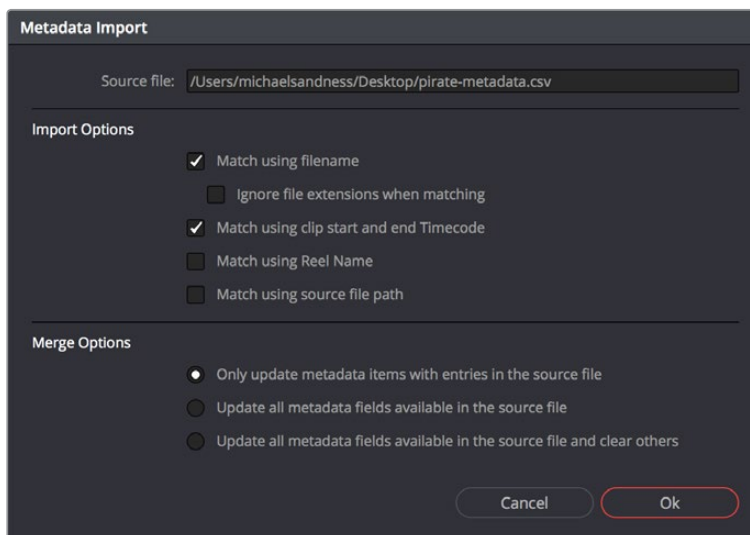 Metadata Import
Source file: /Users/michaelsandness/Desktop/pirate-metadata.csv
Import Options
Match using filename
Ignore file extensions when matching
Match using clip start and end Timecode
Match using Reel Name
Match using source file path
Merge Options
Only update metadata items with entries in the source file
Update all metadata fields available in the source file
Update all metadata fields available in the source file and clear others
Cancel Ok